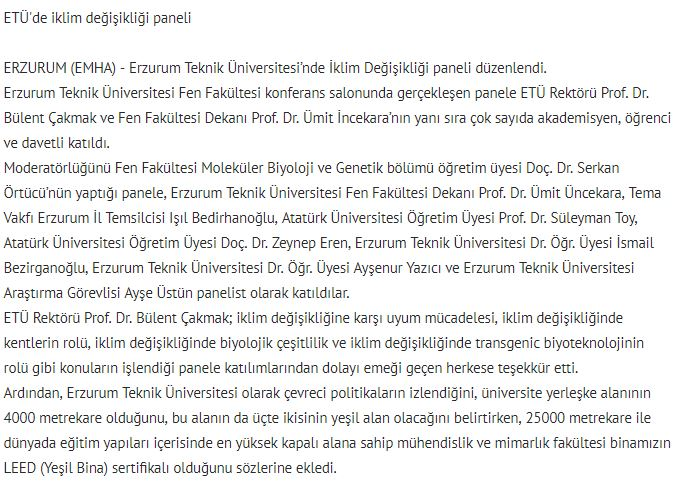 ETÜ'de iklim değişikliği paneli
ERZURUM (EMHA) - Erzurum Teknik Üniversitesi’nde İklim Değişikliği paneli düzenlendi.
Erzurum Teknik Üniversitesi Fen Fakültesi konferans salonunda gerçekleşen panele ETÜ Rektörü Prof. Dr.
Bülent Çakmak ve Fen Fakültesi Dekanı Prof. Dr. Ümit İncekara’nın yanı sıra çok sayıda akademisyen, öğrenci
ve davetli katıldı.
Moderatörlüğünü Fen Fakültesi Moleküler Biyoloji ve Genetik bölümü öğretim üyesi Doç. Dr. Serkan
Örtücü’nün yaptığı panele, Erzurum Teknik Üniversitesi Fen Fakültesi Dekanı Prof. Dr. Ümit Üncekara, Tema
Vakfı Erzurum İl Temsilcisi Işıl Bedirhanoğlu, Atatürk Üniversitesi Öğretim Üyesi Prof. Dr. Süleyman Toy,
Atatürk Üniversitesi Öğretim Üyesi Doç. Dr. Zeynep Eren, Erzurum Teknik Üniversitesi Dr. Öğr. Üyesi İsmail
Bezirganoğlu, Erzurum Teknik Üniversitesi Dr. Öğr. Üyesi Ayşenur Yazıcı ve Erzurum Teknik Üniversitesi
Araştırma Görevlisi Ayşe Üstün panelist olarak katıldılar.
ETÜ Rektörü Prof. Dr. Bülent Çakmak; iklim değişikliğine karşı uyum mücadelesi, iklim değişikliğinde
kentlerin rolü, iklim değişikliğinde biyolojik çeşitlilik ve iklim değişikliğinde transgenic biyoteknolojinin
rolü gibi konuların işlendiği panele katılımlarından dolayı emeği geçen herkese teşekkür etti.
Ardından, Erzurum Teknik Üniversitesi olarak çevreci politikaların izlendiğini, üniversite yerleşke alanının
4000 metrekare olduğunu, bu alanın da üçte ikisinin yeşil alan olacağını belirtirken, 25000 metrekare ile
dünyada eğitim yapıları içerisinde en yüksek kapalı alana sahip mühendislik ve mimarlık fakültesi binamızın
LEED (Yeşil Bina) sertifikalı olduğunu sözlerine ekledi.